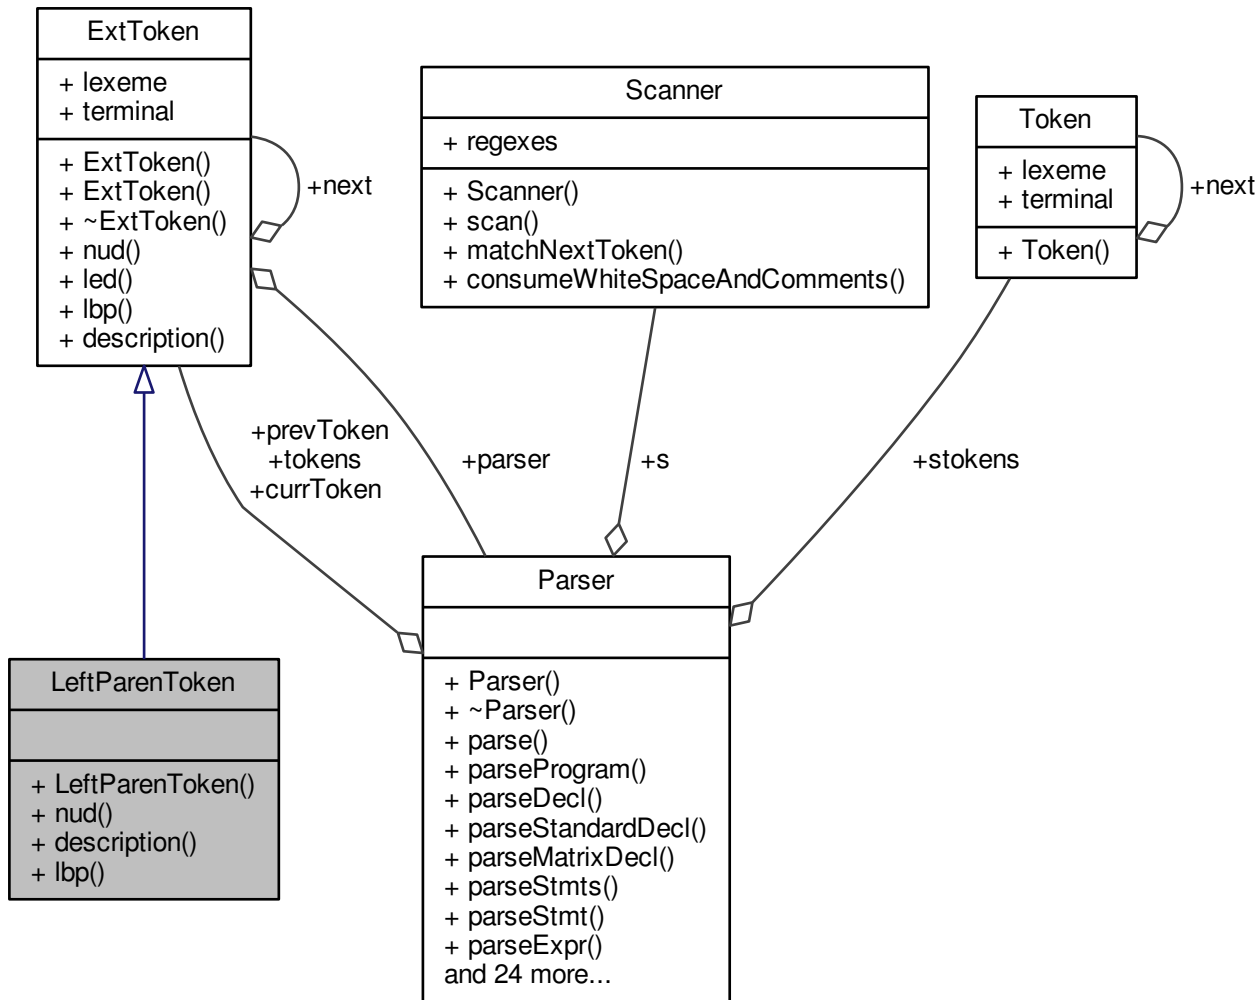 ExtToken
+ lexeme
+ terminal
+ ExtToken()
+ ExtToken()
+ ~ExtToken()
+ nud()
+ led()
+ lbp()
+ description()
+next
Scanner
+ regexes
+ Scanner()
+ scan()
+ matchNextToken()
+ consumeWhiteSpaceAndComments()
Token
+ lexeme
+ terminal
+ Token()
+next
+prevToken
+tokens
+currToken
+parser
+s
+stokens
LeftParenToken
+ LeftParenToken()
+ nud()
+ description()
+ lbp()
Parser
+ Parser()
+ ~Parser()
+ parse()
+ parseProgram()
+ parseDecl()
+ parseStandardDecl()
+ parseMatrixDecl()
+ parseStmts()
+ parseStmt()
+ parseExpr()
and 24 more...